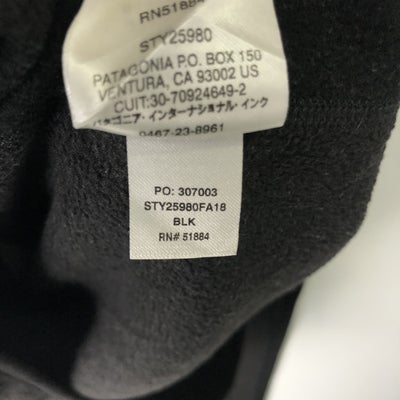 RN51884
STY25980
PATAGONIA P.O. BOX 150
VENTURA, CA 93002 US
CUIT:30-70924649-2
パタゴニア・インターナショナル・インク
0467-23-8961
PO: 307003
STY25980FA18
BLK
RN# 51884